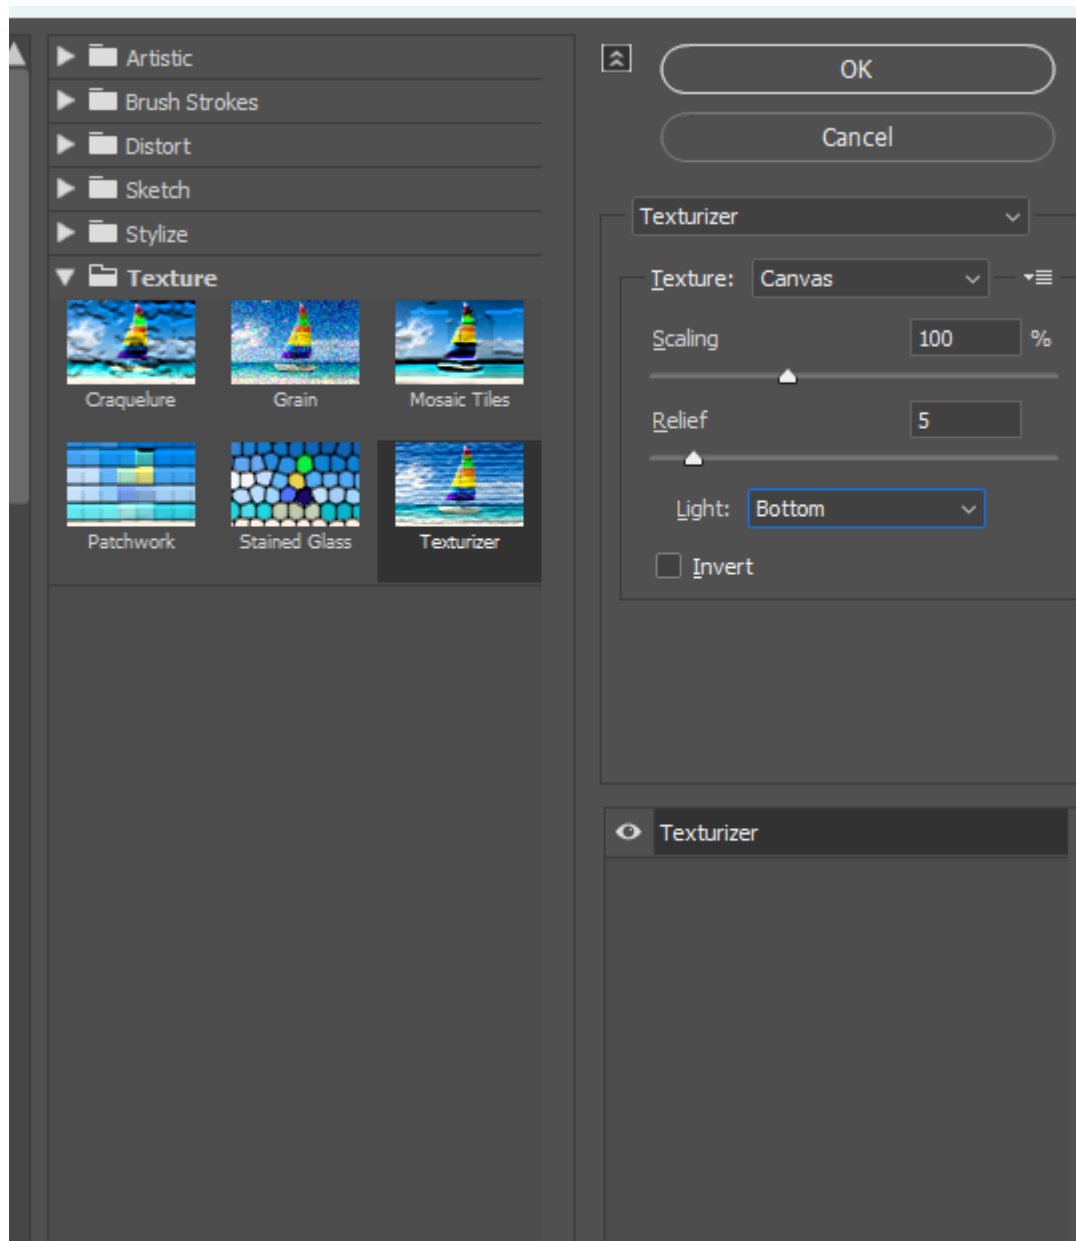 Artistic
Brush Strokes
Distort
Sketch
Stylize
Texture
Craquelure
Grain
Mosaic Tiles
Patchwork
Stained Glass
Texturizer
OK
Cancel
Texturizer
Texture: Canvas
Scaling 100 %
Relief 5
Light: Bottom
Invert
Texturizer